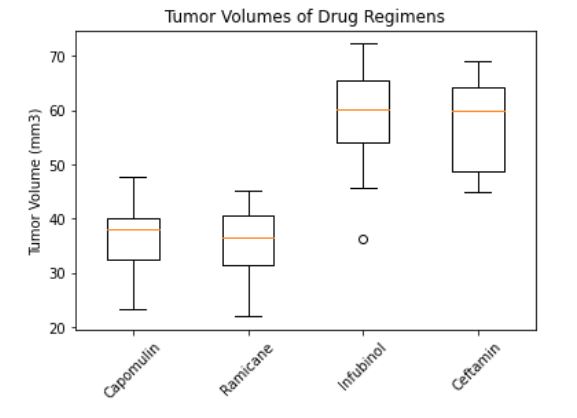 Tumor Volumes of Drug Regimens
Tumor Volume (mm3)
70
60
50
40
30
20
Capomulin
Ramicane
Infubinol
Ceftamin